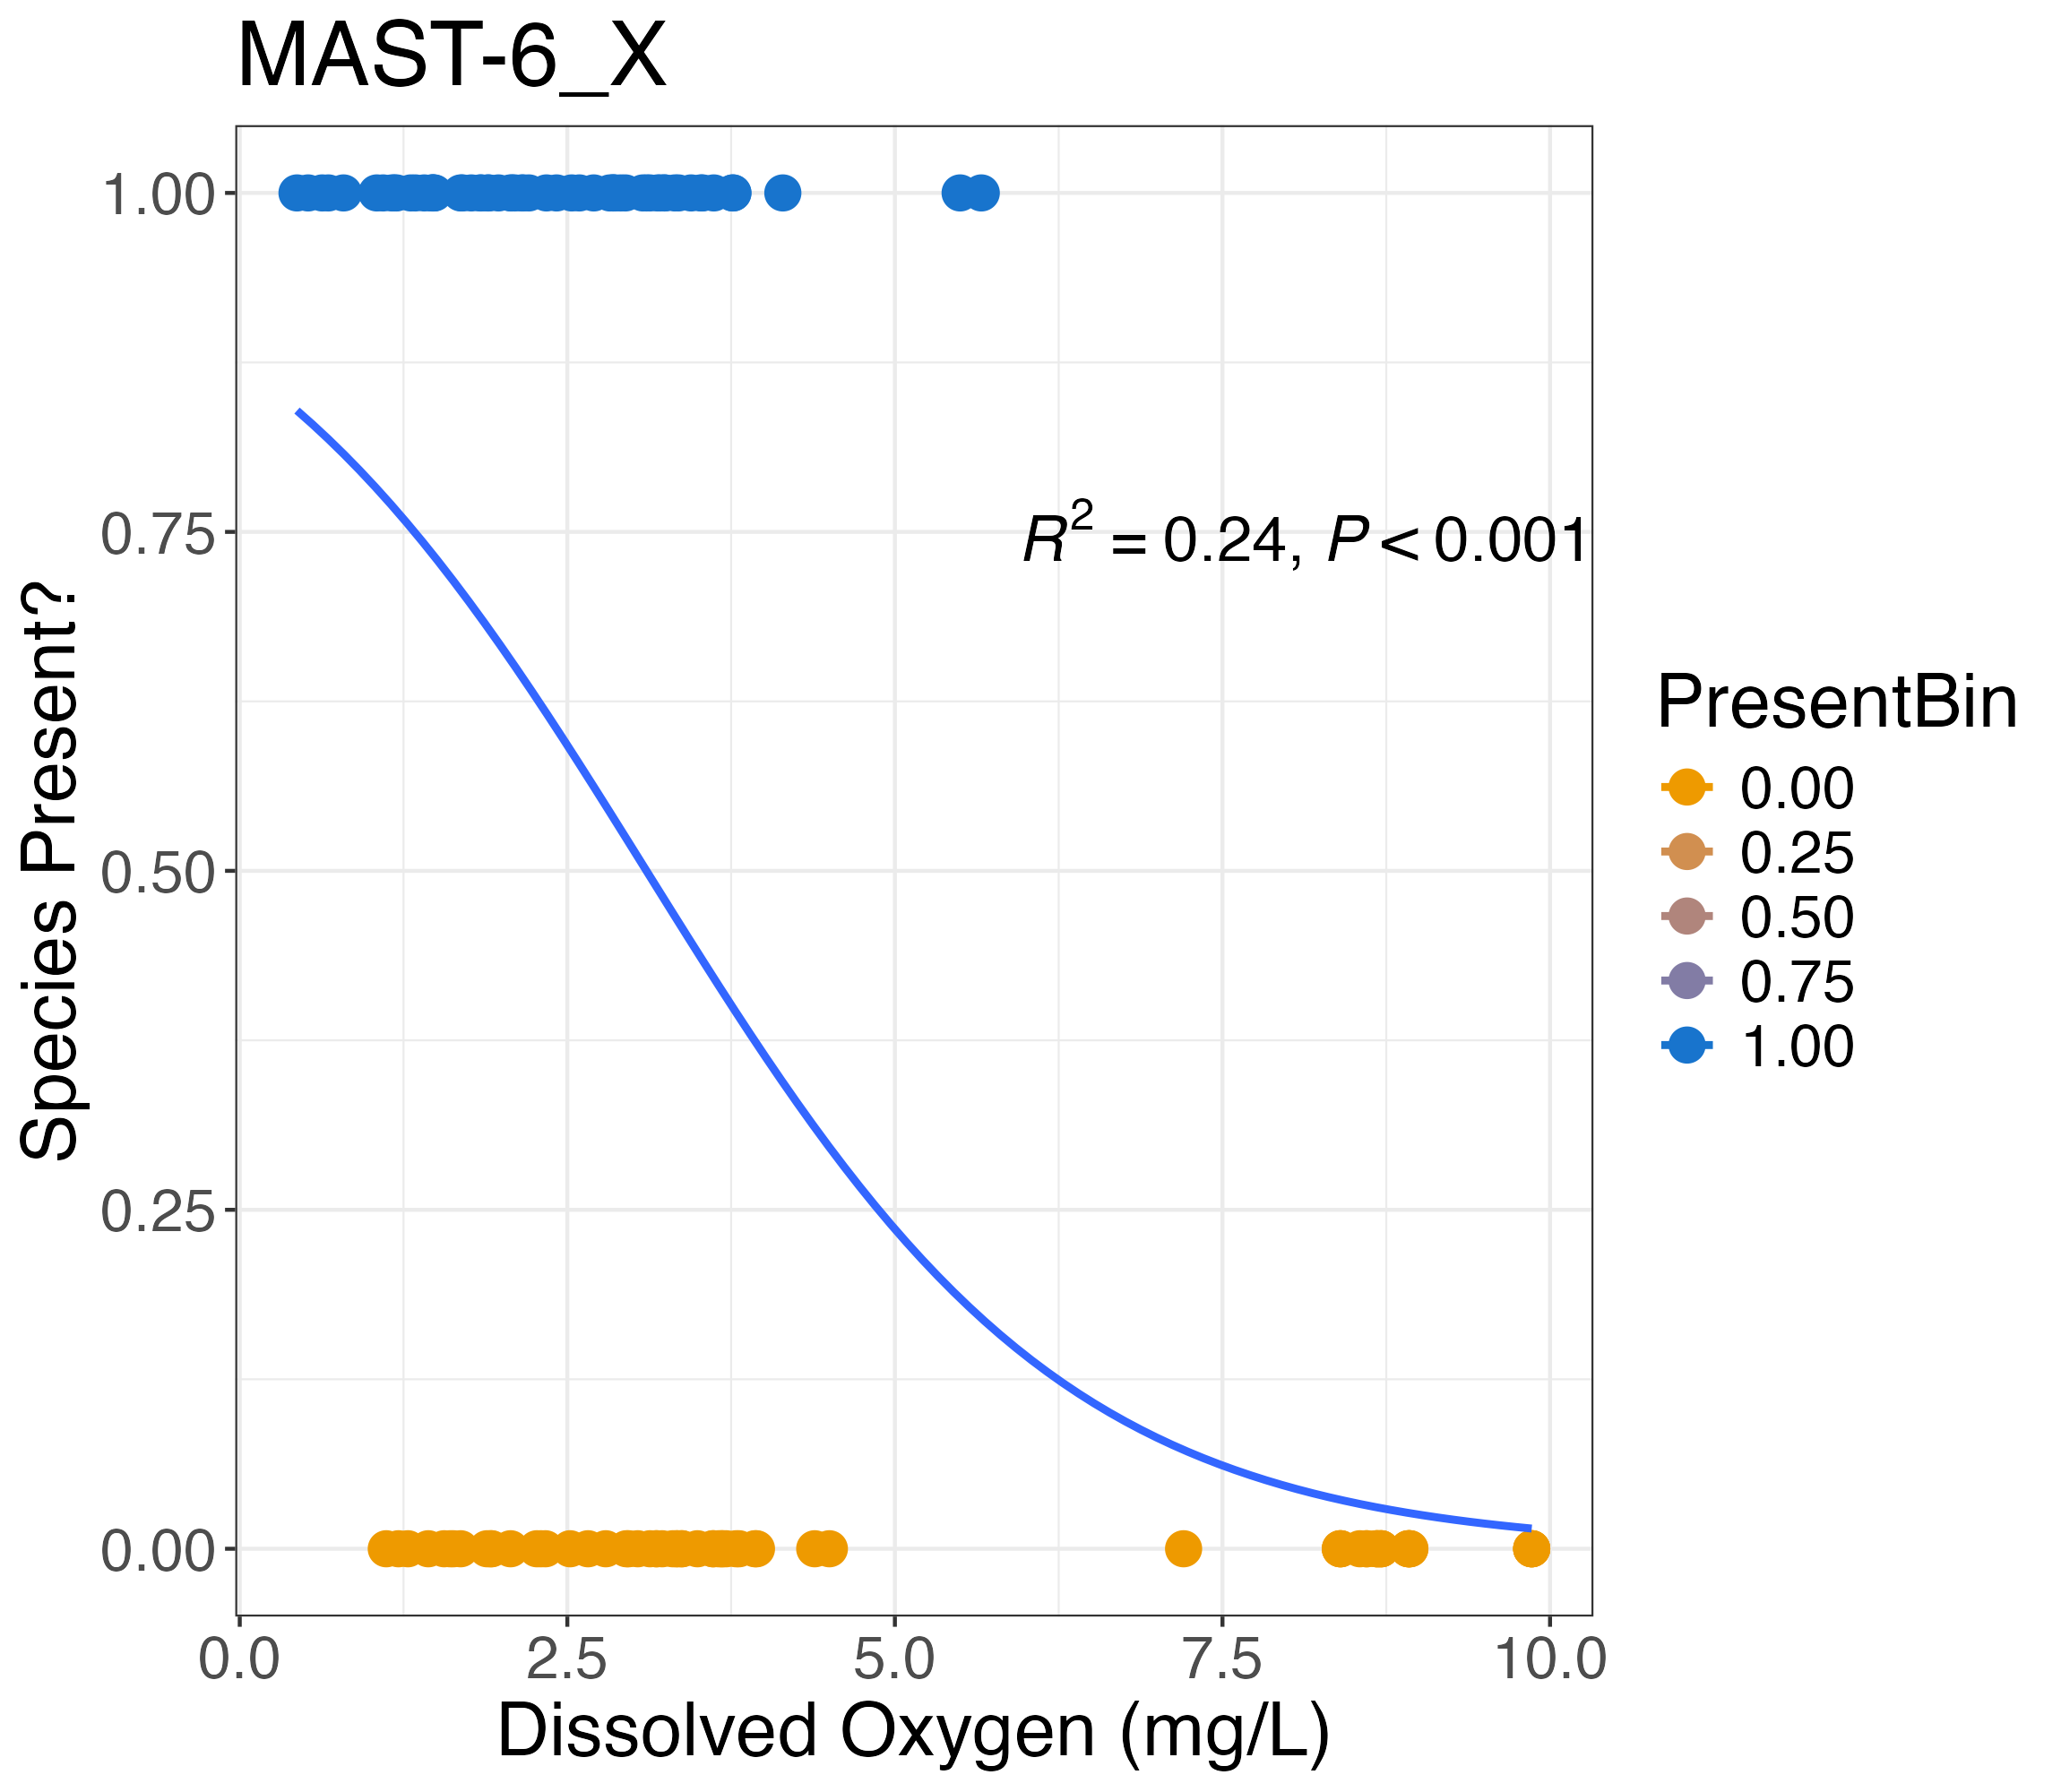 MAST-6_X
1.00
0.75
0.50
0.25
0.00
Species Present?
R² = 0.24, P < 0.001
0.0 2.5 5.0 7.5 10.0
Dissolved Oxygen (mg/L)
PresentBin
0.00
0.25
0.50
0.75
1.00